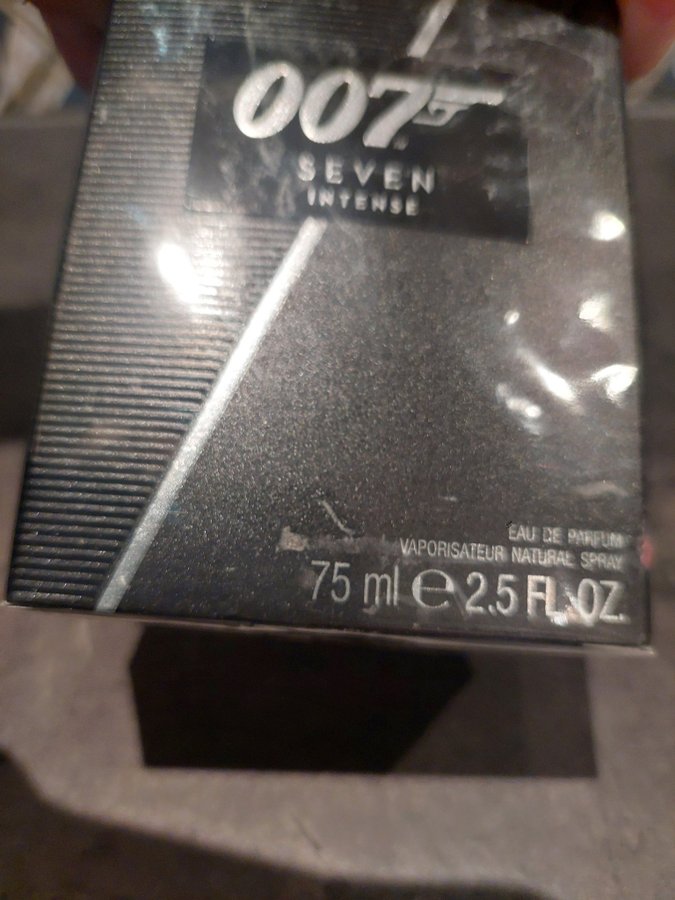 007
SEVEN
INTENSE
EAU DE PARFUM
VAPORISATEUR NATURAL SPRAY
75 ml ℮ 2.5 FL. OZ.